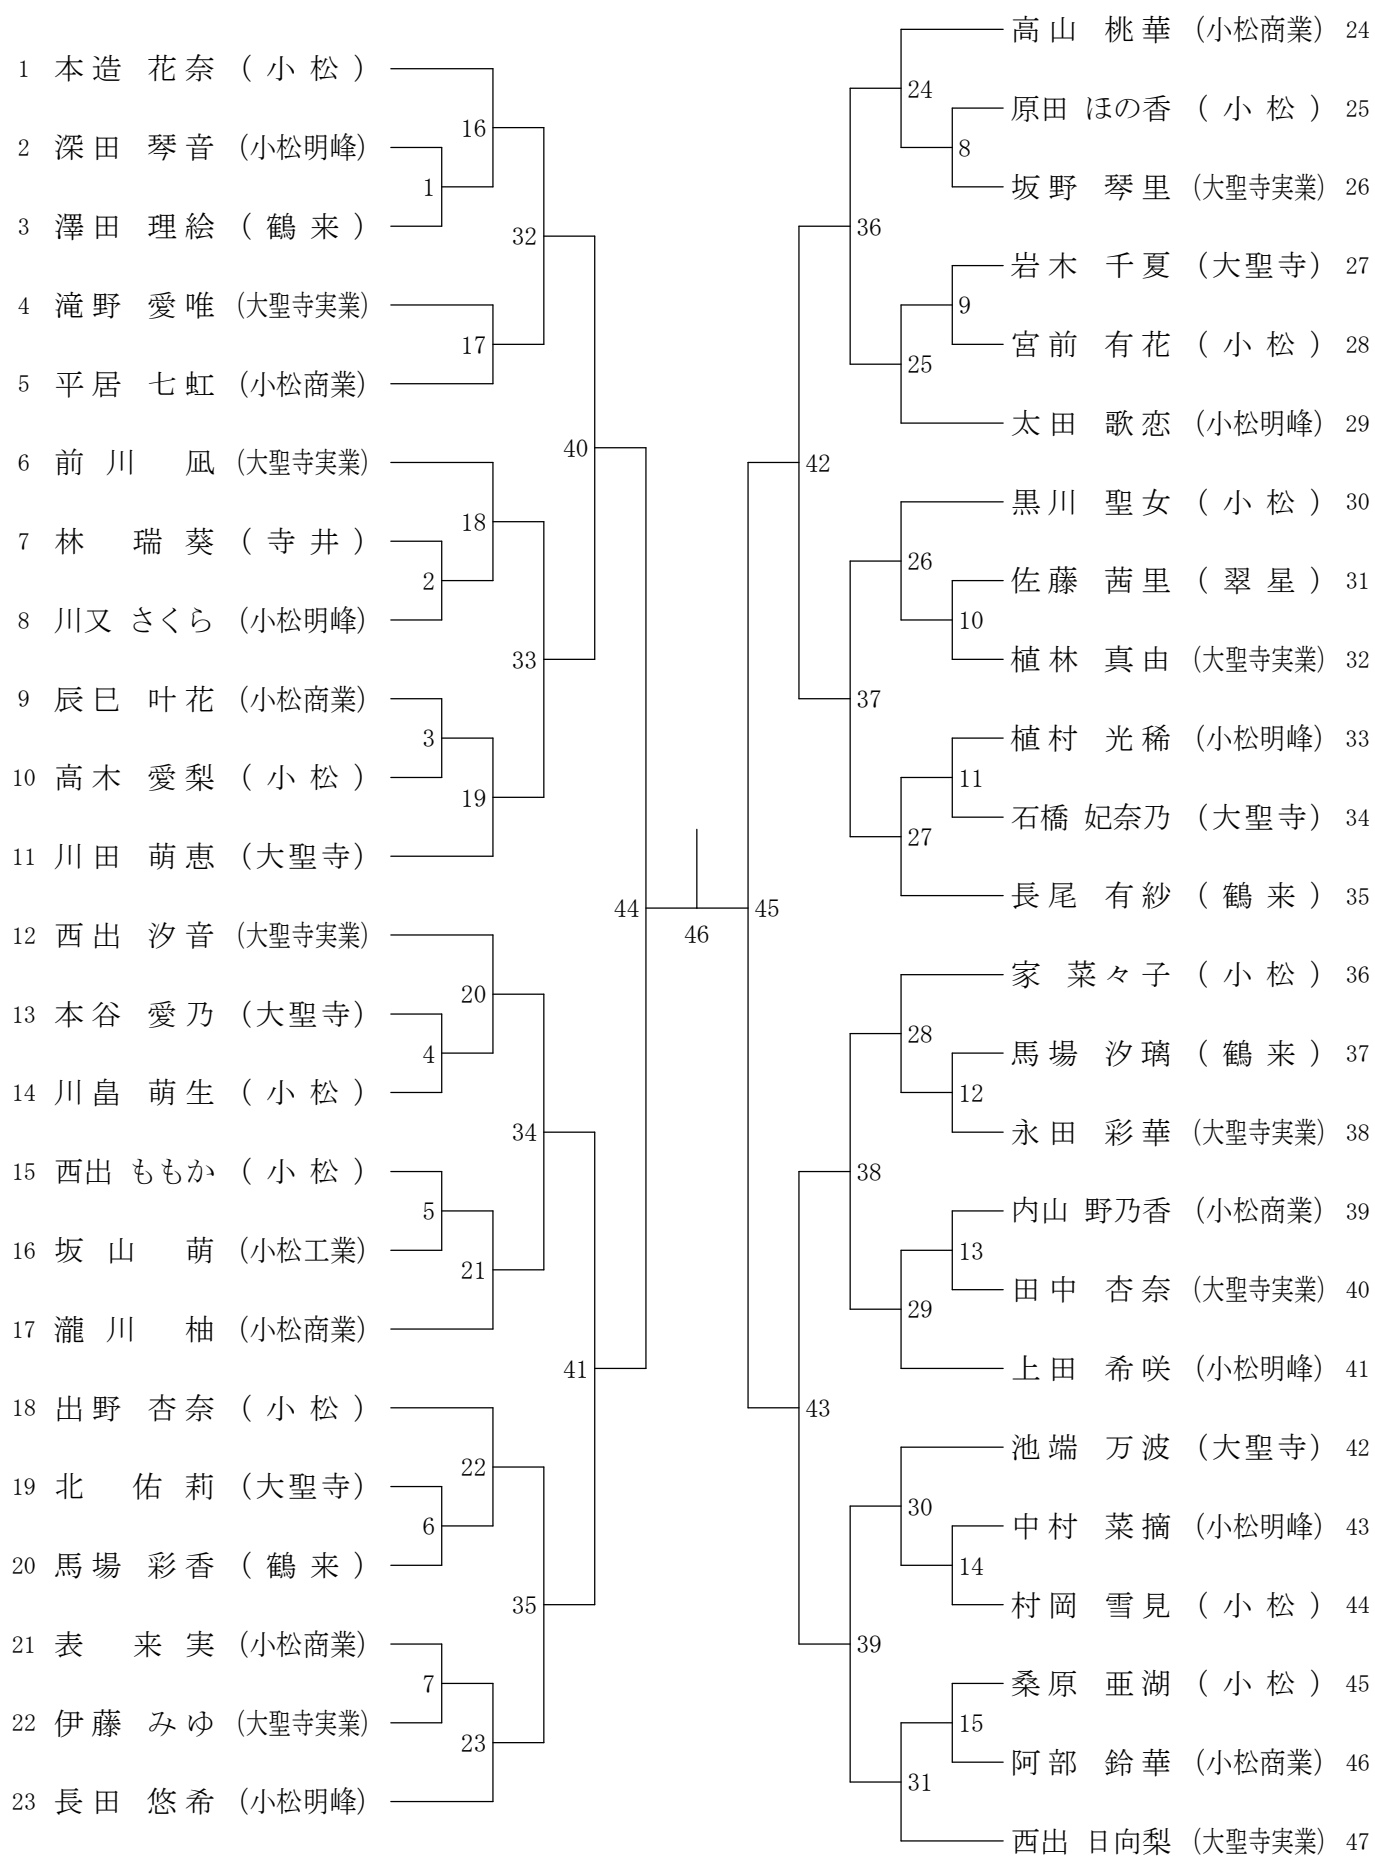 1 本造 花奈 (小松)
2 深田 琴音 (小松明峰)
3 澤田 理絵 (鶴来)
4 滝野 愛唯 (大聖寺実業)
5 平居 七虹 (小松商業)
6 前川 凪 (大聖寺実業)
7 林 瑞葵 (寺井)
8 川又 さくら (小松明峰)
9 辰巳 叶花 (小松商業)
10 高木 愛梨 (小松)
11 川田 萌恵 (大聖寺)
12 西出 汐音 (大聖寺実業)
13 本谷 愛乃 (大聖寺)
14 川畠 萌生 (小松)
15 西出 ももか (小松)
16 坂山 萌 (小松工業)
17 瀧川 柚 (小松商業)
18 出野 杏奈 (小松)
19 北 佑莉 (大聖寺)
20 馬場 彩香 (鶴来)
21 表 来実 (小松商業)
22 伊藤 みゆ (大聖寺実業)
23 長田 悠希 (小松明峰)
1
2
3
4
5
6
7
16
17
18
19
20
21
22
23
32
33
34
35
40
41
44
46
45
42
43
36
37
38
39
24
25
26
27
28
29
30
31
8
9
10
11
12
13
14
15
高山 桃華 (小松商業) 24
原田 ほの香 (小松) 25
坂野 琴里 (大聖寺実業) 26
岩木 千夏 (大聖寺) 27
宮前 有花 (小松) 28
太田 歌恋 (小松明峰) 29
黒川 聖女 (小松) 30
佐藤 茜里 (翠星) 31
植林 真由 (大聖寺実業) 32
植村 光稀 (小松明峰) 33
石橋 妃奈乃 (大聖寺) 34
長尾 有紗 (鶴来) 35
家 菜々子 (小松) 36
馬場 汐璃 (鶴来) 37
永田 彩華 (大聖寺実業) 38
内山 野乃香 (小松商業) 39
田中 杏奈 (大聖寺実業) 40
上田 希咲 (小松明峰) 41
池端 万波 (大聖寺) 42
中村 菜摘 (小松明峰) 43
村岡 雪見 (小松) 44
桑原 亜湖 (小松) 45
阿部 鈴華 (小松商業) 46
西出 日向梨 (大聖寺実業) 47